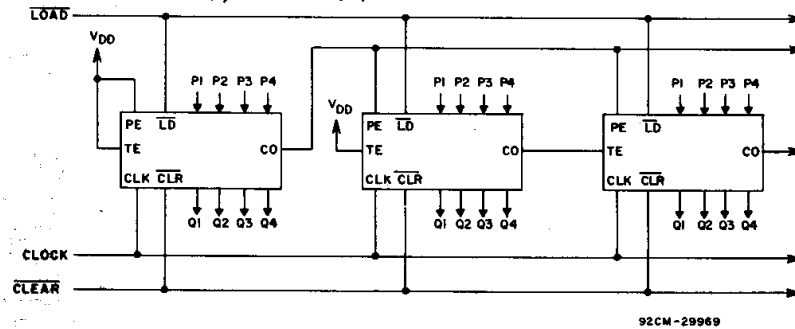 LOAD
VDD
P1 P2 P3 P4
PE LD
TE
CO
CLK CLR
Q1 Q2 Q3 Q4
VDD
P1 P2 P3 P4
PE LD
TE
CO
CLK CLR
Q1 Q2 Q3 Q4
P1 P2 P3 P4
PE LD
TE
CO
CLK CLR
Q1 Q2 Q3 Q4
CLOCK
CLEAR
92CM-29969